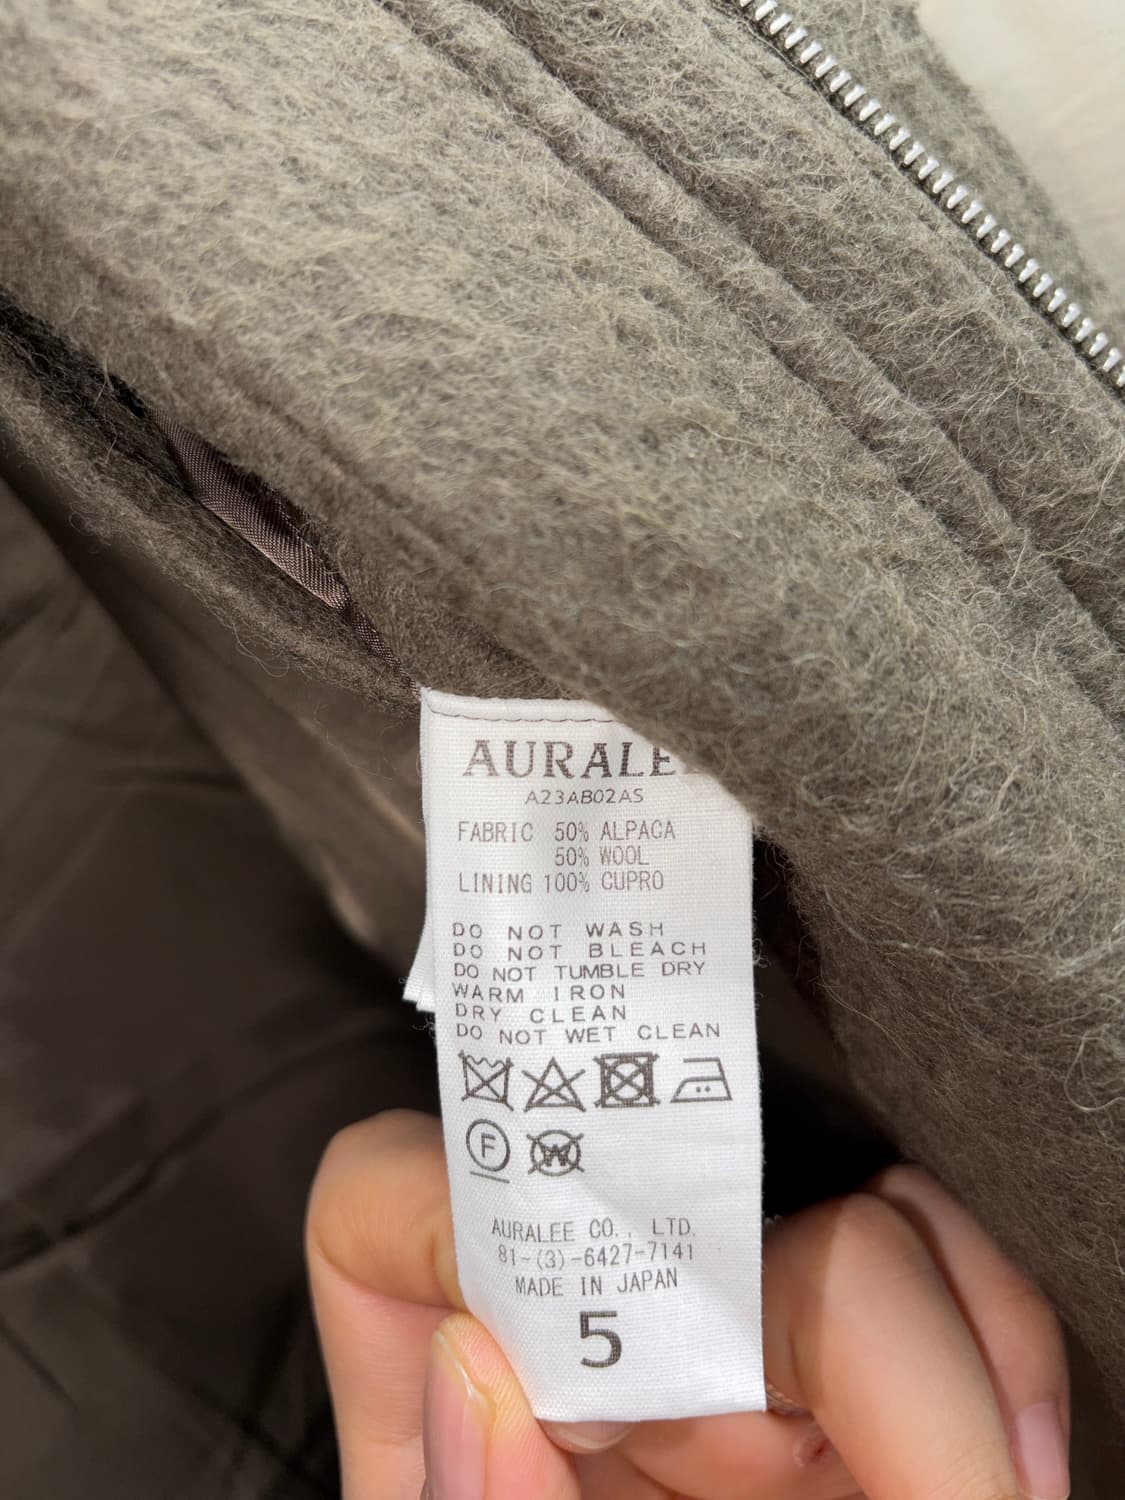 AURALE
A23AB02AS
FABRIC 50% ALPACA
50% WOOL
LINING 100% CUPRO
DO NOT WASH
DO NOT BLEACH
DO NOT TUMBLE DRY
WARM IRON
DRY CLEAN
DO NOT WET CLEAN
F W
AURALEE CO., LTD.
81-(3)-6427-7141
MADE IN JAPAN
5